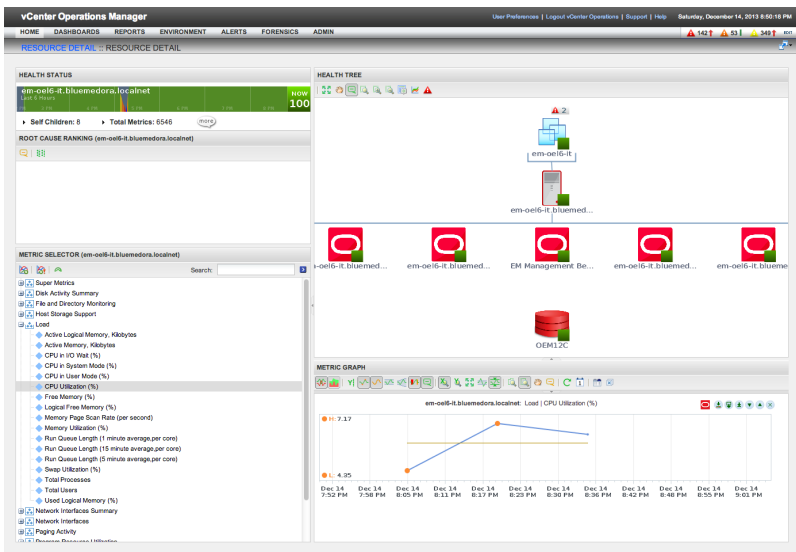 vCenter Operations Manager
User Preferences | Logout vCenter Operations | Support | Help Saturday, December 14, 2013 8:50:18 PM
HOME DASHBOARDS REPORTS ENVIRONMENT ALERTS FORENSICS ADMIN
142 53 349 EDIT
RESOURCE DETAIL :: RESOURCE DETAIL
HEALTH STATUS
em-oel6-it.bluemedora.localnet
Last 6 Hours
NOW
100
Self Children: 8 Total Metrics: 6546 more
ROOT CAUSE RANKING (em-oel6-it.bluemedora.localnet)
METRIC SELECTOR (em-oel6-it.bluemedora.localnet)
Search:
Super Metrics
Disk Activity Summary
File and Directory Monitoring
Host Storage Support
Load
Active Logical Memory, Kilobytes
Active Memory, Kilobytes
CPU in I/O Wait (%)
CPU in System Mode (%)
CPU in User Mode (%)
CPU Utilization (%)
Free Memory (%)
Logical Free Memory (%)
Memory Page Scan Rate (per second)
Memory Utilization (%)
Run Queue Length (1 minute average,per core)
Run Queue Length (15 minute average,per core)
Run Queue Length (5 minute average,per core)
Swap Utilization (%)
Total Processes
Total Users
Used Logical Memory (%)
Network Interfaces Summary
Network Interfaces
Paging Activity
Program Resource Utilization
HEALTH TREE
2
em-oel6-it
em-oel6-it.bluemed...
-oel6-it.bluemed... em-oel6-it.bluemed... EM Management Be... em-oel6-it.bluemed... em-oel6-it.blueme
OEM12C
METRIC GRAPH
em-oel6-it.bluemedora.localnet: Load | CPU Utilization (%)
H: 7.17
L: 4.35
Dec 14 Dec 14 Dec 14 Dec 14 Dec 14 Dec 14 Dec 14 Dec 14 Dec 14 Dec 14 Dec 14 Dec 14
7:52 PM 7:58 PM 8:05 PM 8:11 PM 8:17 PM 8:23 PM 8:30 PM 8:36 PM 8:42 PM 8:48 PM 8:55 PM 9:01 PM